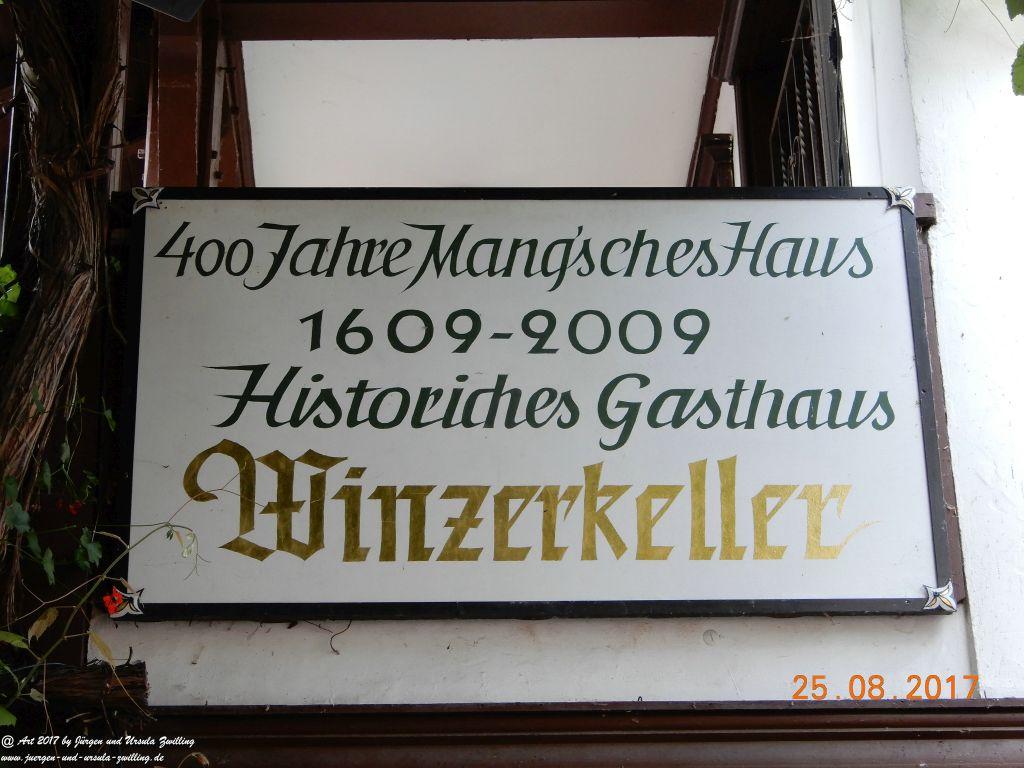 400 Jahre Mang'sches Haus
1609-2009
Historiches Gasthaus
Winzerkeller
25.08.2017
@ Art 2017 by Jürgen und Ursula Zwilling
www.juergen-und-ursula-zwilling.de